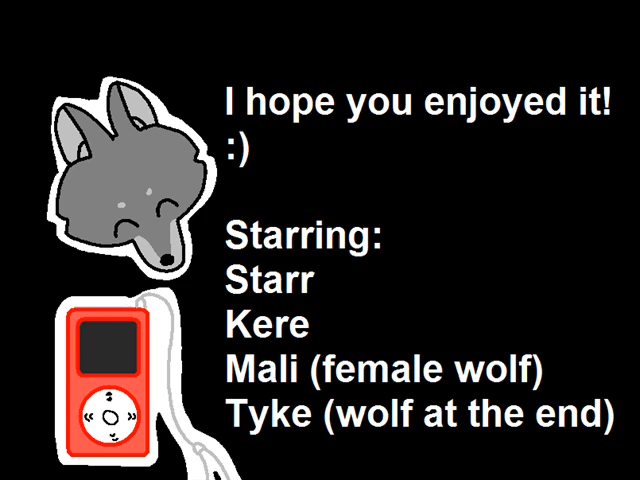 I hope you enjoyed it!
:)
Starring:
Starr
Kere
Mali (female wolf)
Tyke (wolf at the end)